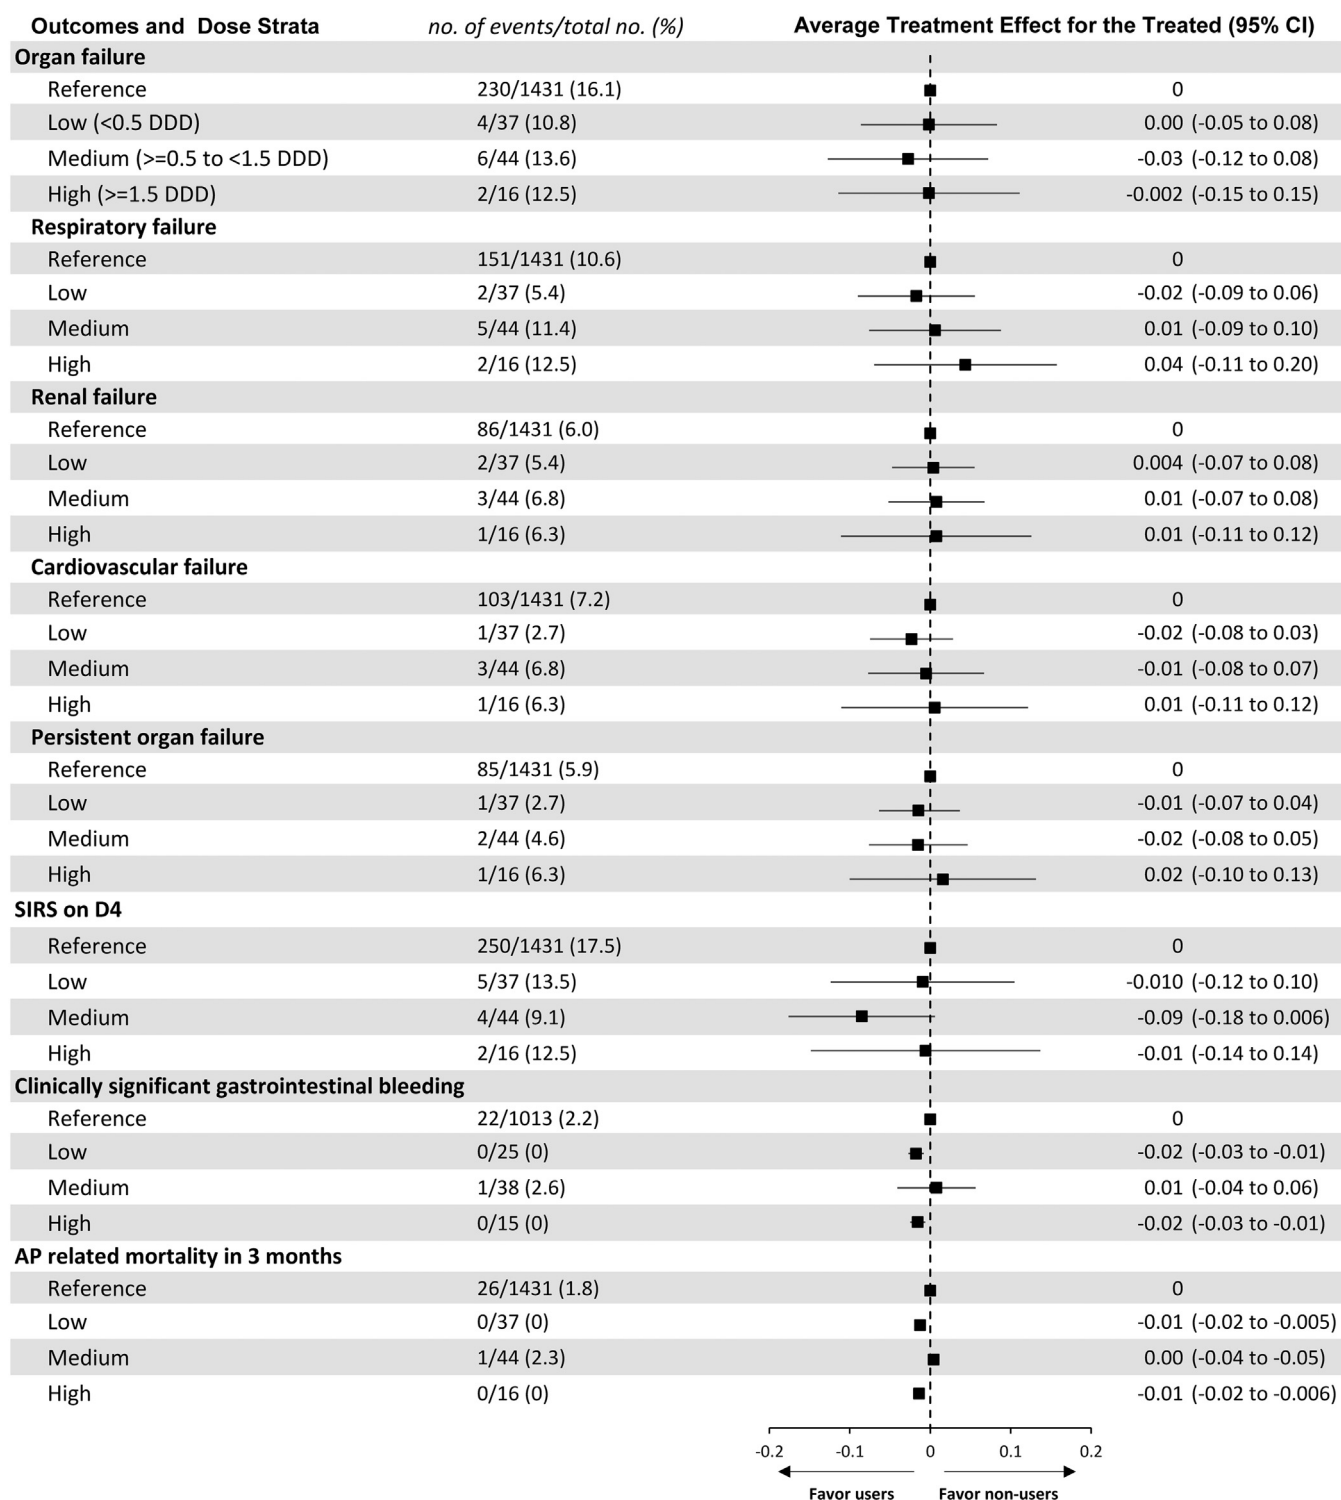 Outcomes and Dose Strata no. of events/total no. (%) Average Treatment Effect for the Treated (95% CI)
Organ failure
Reference 230/1431 (16.1) 0
Low (<0.5 DDD) 4/37 (10.8) 0.00 (-0.05 to 0.08)
Medium (>=0.5 to <1.5 DDD) 6/44 (13.6) -0.03 (-0.12 to 0.08)
High (>=1.5 DDD) 2/16 (12.5) -0.002 (-0.15 to 0.15)
Respiratory failure
Reference 151/1431 (10.6) 0
Low 2/37 (5.4) -0.02 (-0.09 to 0.06)
Medium 5/44 (11.4) 0.01 (-0.09 to 0.10)
High 2/16 (12.5) 0.04 (-0.11 to 0.20)
Renal failure
Reference 86/1431 (6.0) 0
Low 2/37 (5.4) 0.004 (-0.07 to 0.08)
Medium 3/44 (6.8) 0.01 (-0.07 to 0.08)
High 1/16 (6.3) 0.01 (-0.11 to 0.12)
Cardiovascular failure
Reference 103/1431 (7.2) 0
Low 1/37 (2.7) -0.02 (-0.08 to 0.03)
Medium 3/44 (6.8) -0.01 (-0.08 to 0.07)
High 1/16 (6.3) 0.01 (-0.11 to 0.12)
Persistent organ failure
Reference 85/1431 (5.9) 0
Low 1/37 (2.7) -0.01 (-0.07 to 0.04)
Medium 2/44 (4.6) -0.02 (-0.08 to 0.05)
High 1/16 (6.3) 0.02 (-0.10 to 0.13)
SIRS on D4
Reference 250/1431 (17.5) 0
Low 5/37 (13.5) -0.010 (-0.12 to 0.10)
Medium 4/44 (9.1) -0.09 (-0.18 to 0.006)
High 2/16 (12.5) -0.01 (-0.14 to 0.14)
Clinically significant gastrointestinal bleeding
Reference 22/1013 (2.2) 0
Low 0/25 (0) -0.02 (-0.03 to -0.01)
Medium 1/38 (2.6) 0.01 (-0.04 to 0.06)
High 0/15 (0) -0.02 (-0.03 to -0.01)
AP related mortality in 3 months
Reference 26/1431 (1.8) 0
Low 0/37 (0) -0.01 (-0.02 to -0.005)
Medium 1/44 (2.3) 0.00 (-0.04 to -0.05)
High 0/16 (0) -0.01 (-0.02 to -0.006)
-0.2 -0.1 0 0.1 0.2
Favor users Favor non-users